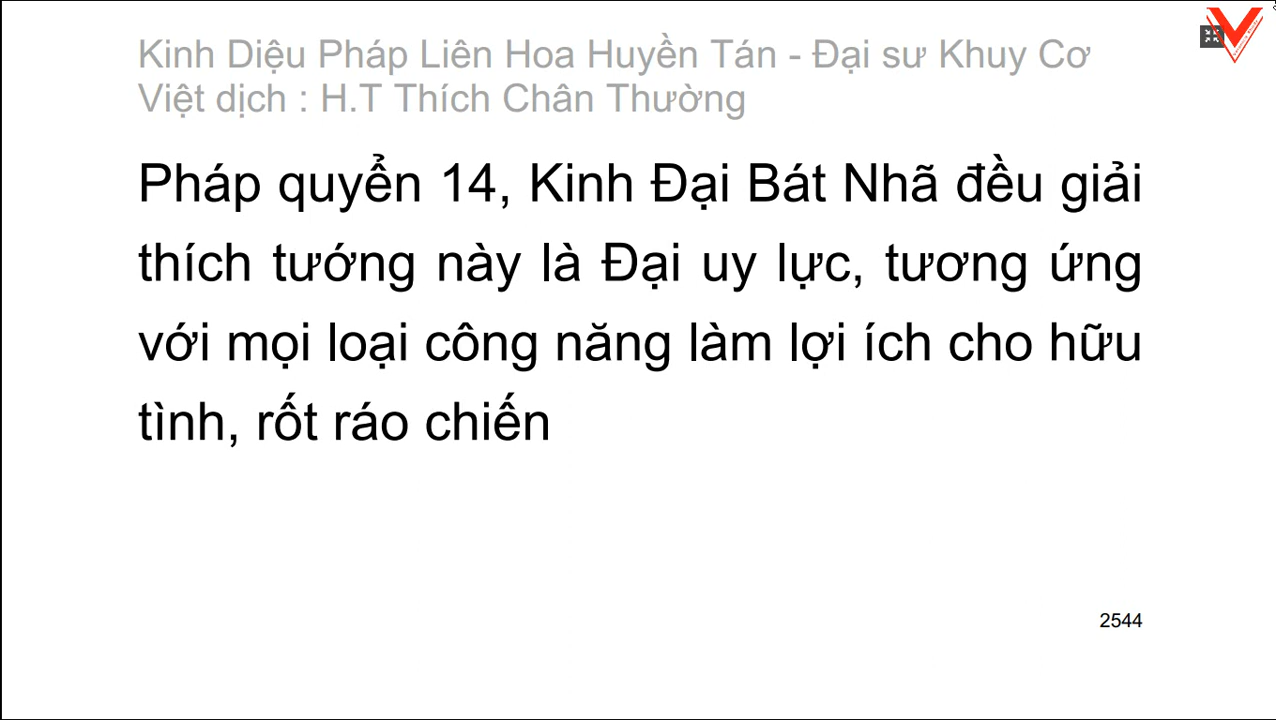 Kinh Diệu Pháp Liên Hoa Huyền Tán - Đại sư Khuy Cơ
Việt dịch : H.T Thích Chân Thường
Pháp quyển 14, Kinh Đại Bát Nhã đều giải
thích tướng này là Đại uy lực, tương ứng
với mọi loại công năng làm lợi ích cho hữu
tình, rốt ráo chiến
2544